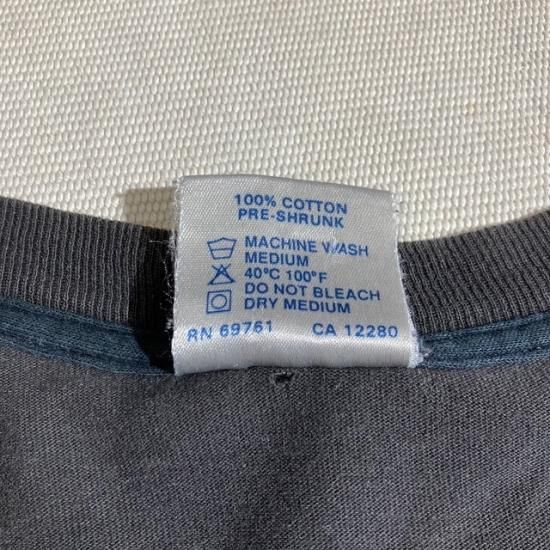 100% COTTON
PRE-SHRUNK
MACHINE WASH
MEDIUM
40°C 100°F
DO NOT BLEACH
DRY MEDIUM
RN 69761 CA 12280